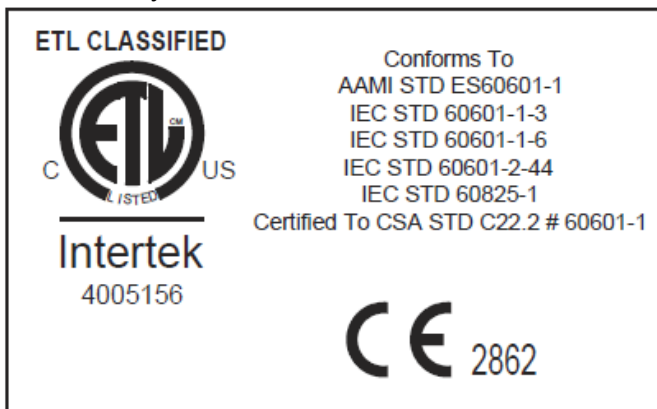 ETL CLASSIFIED
ETL CM
LISTED
C US
Intertek
4005156
Conforms To
AAMI STD ES60601-1
IEC STD 60601-1-3
IEC STD 60601-1-6
IEC STD 60601-2-44
IEC STD 60825-1
Certified To CSA STD C22.2 # 60601-1
CE 2862